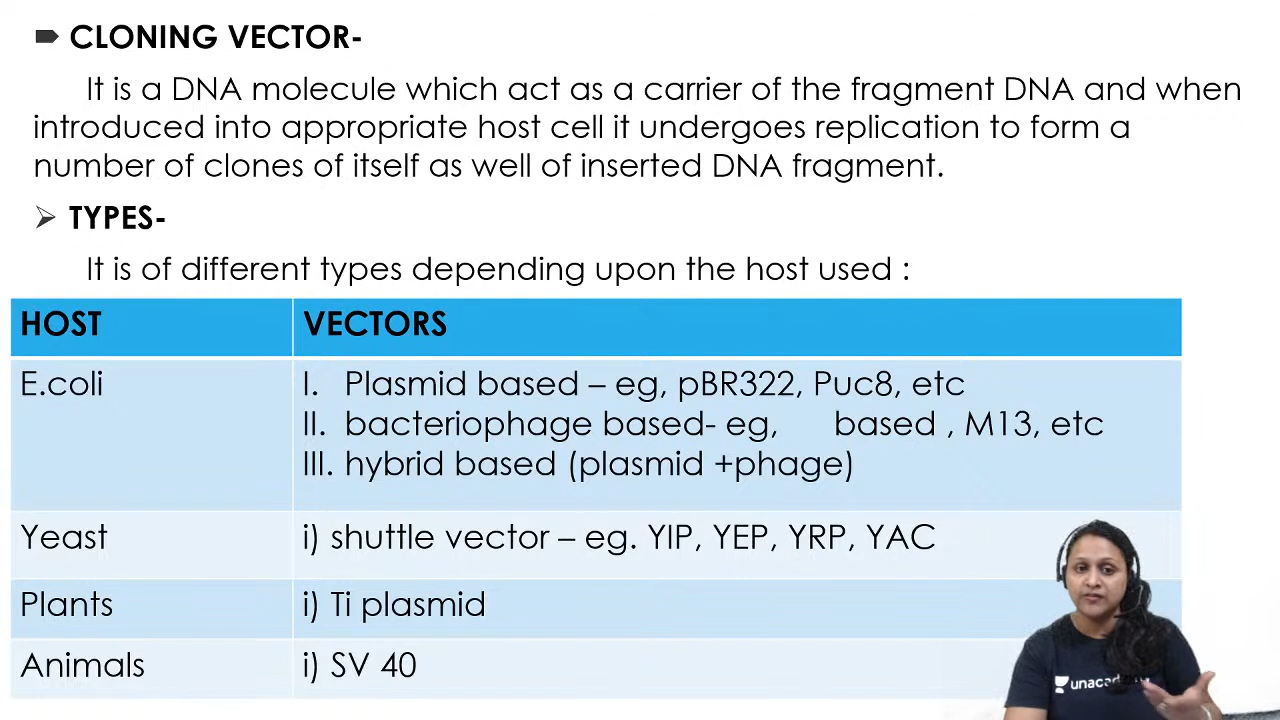 CLONING VECTOR-
It is a DNA molecule which act as a carrier of the fragment DNA and when
introduced into appropriate host cell it undergoes replication to form a
number of clones of itself as well of inserted DNA fragment.
TYPES-
It is of different types depending upon the host used :
HOST VECTORS
E.coli I. Plasmid based – eg, pBR322, Puc8, etc
II. bacteriophage based- eg, based , M13, etc
III. hybrid based (plasmid +phage)
Yeast i) shuttle vector – eg. YIP, YEP, YRP, YAC
Plants i) Ti plasmid
Animals i) SV 40